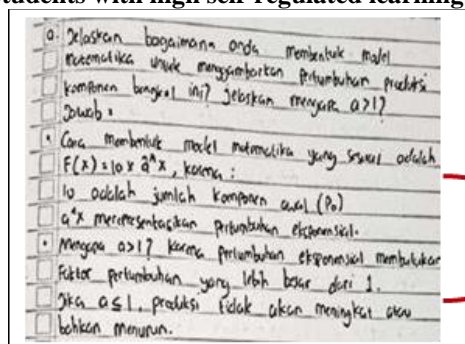 tudents with high self-regulated learning
a. Jelaskan bagaimana anda membentuk model
matematika untuk menggambarkan pertumbuhan produksi
komponen bengkel ini? Jelaskan mengapa a>1?
Jawab :
• Cara membentuk model matematika yang sesuai adalah
F(x) = 10 x a^x, karena :
10 adalah jumlah komponen awal (P₀)
a^x merepresentasikan pertumbuhan eksponensial.
• Mengapa a>1? karena pertumbuhan eksponensial membutuhkan
faktor pertumbuhan yang lebih besar dari 1.
Jika a ≤ 1, produksi tidak akan meningkat atau
bahkan menurun.